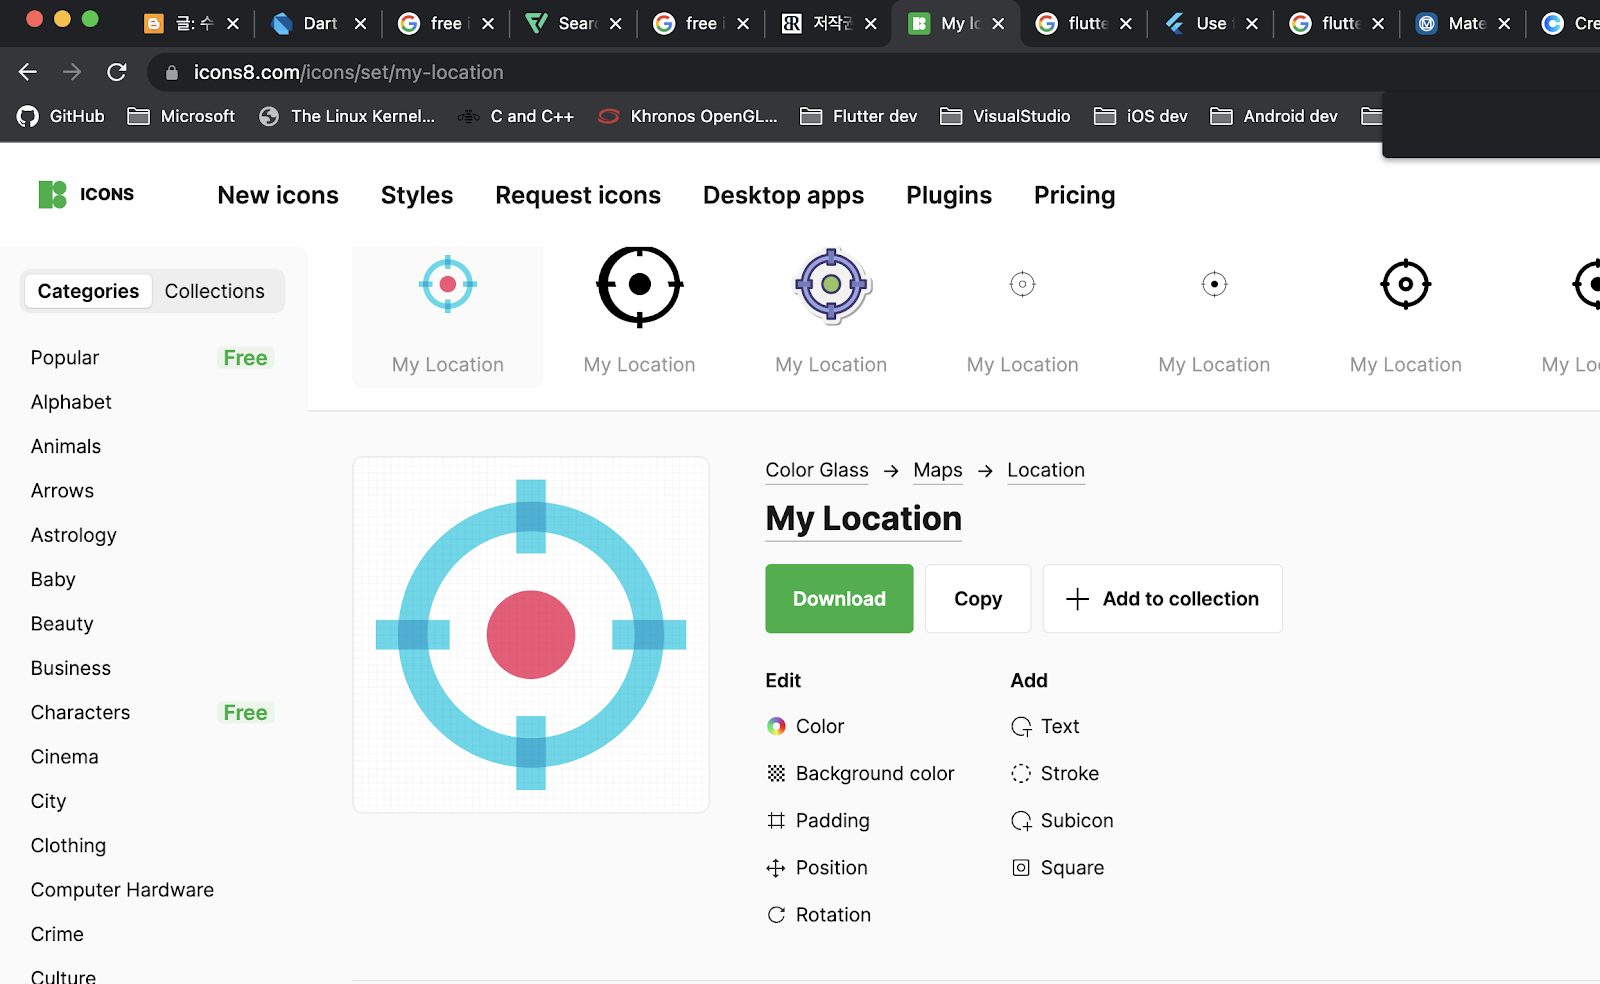 글: 수
Dart
free i
Sear
free i
저작권
My lo
flutte
Use
flutte
Mate
Cre
icons8.com/icons/set/my-location
GitHub
Microsoft
The Linux Kernel...
C and C++
Khronos OpenGL...
Flutter dev
VisualStudio
iOS dev
Android dev
ICONS
New icons
Styles
Request icons
Desktop apps
Plugins
Pricing
Categories
Collections
My Location
My Location
My Location
My Location
My Location
My Location
My Lo
Popular
Free
Alphabet
Animals
Arrows
Astrology
Baby
Beauty
Business
Characters
Free
Cinema
City
Clothing
Computer Hardware
Crime
Culture
Color Glass → Maps → Location
My Location
Download
Copy
Add to collection
Edit
Color
Background color
Padding
Position
Rotation
Add
Text
Stroke
Subicon
Square